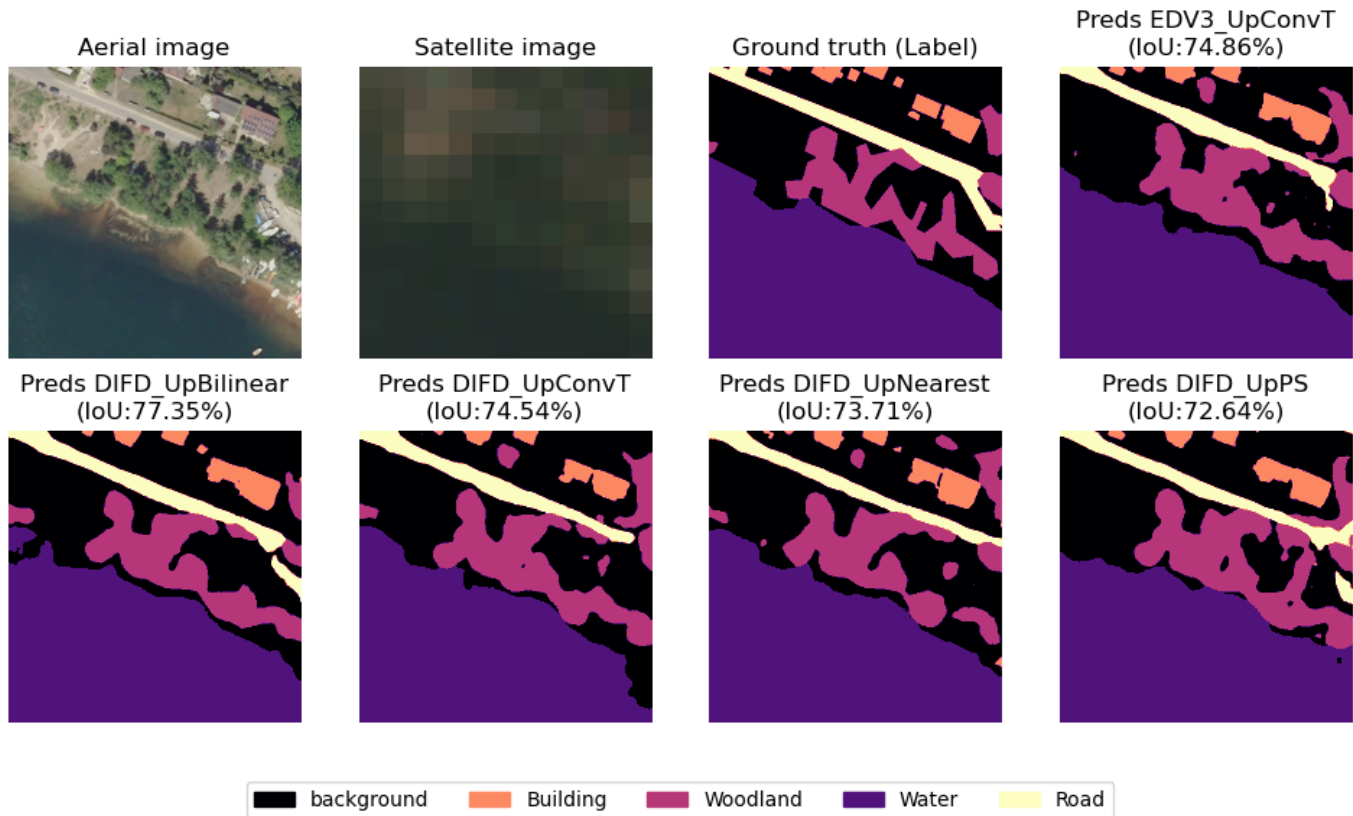 Aerial image
Satellite image
Ground truth (Label)
Preds EDV3_UpConvT
(IoU:74.86%)
Preds DIFD_UpBilinear
(IoU:77.35%)
Preds DIFD_UpConvT
(IoU:74.54%)
Preds DIFD_UpNearest
(IoU:73.71%)
Preds DIFD_UpPS
(IoU:72.64%)
background
Building
Woodland
Water
Road